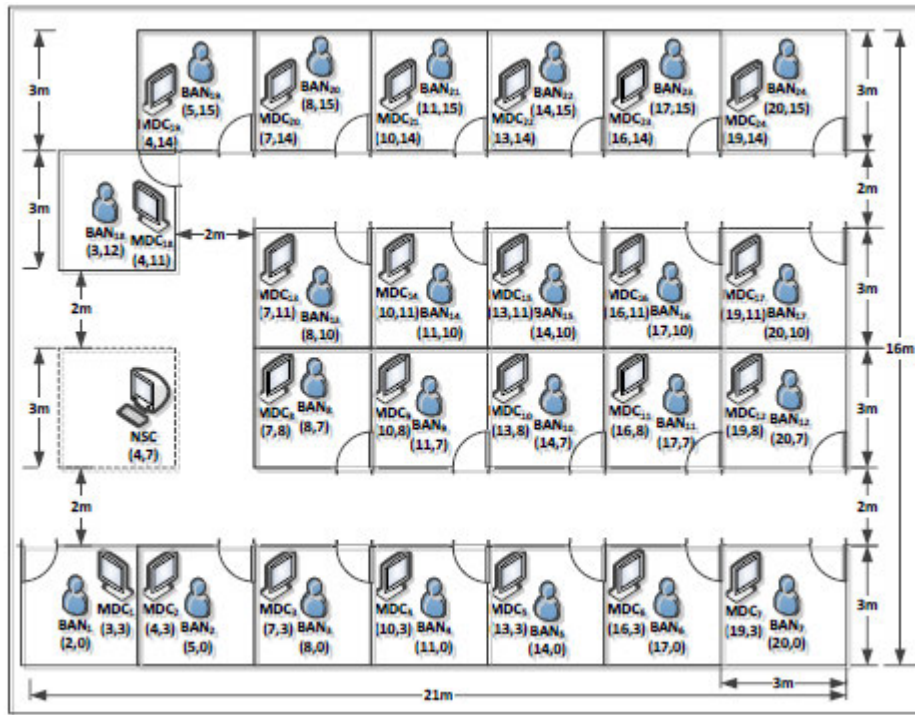 3m
BAN19
(5,15)
MDC19
(4,14)
BAN20
(8,15)
MDC20
(7,14)
BAN21
(11,15)
MDC21
(10,14)
BAN22
(14,15)
MDC22
(13,14)
BAN23
(17,15)
MDC23
(16,14)
BAN24
(20,15)
MDC24
(19,14)
3m
3m
BAN18
(3,12)
MDC18
(4,11)
2m
2m
MDC13
(7,11)
BAN13
(8,10)
MDC14
(10,11)
BAN14
(11,10)
MDC15
(13,11)
BAN15
(14,10)
MDC16
(16,11)
BAN16
(17,10)
MDC17
(19,11)
BAN17
(20,10)
3m
16m
2m
3m
NSC
(4,7)
MDC8
(7,8)
BAN8
(8,7)
MDC9
(10,8)
BAN9
(11,7)
MDC10
(13,8)
BAN10
(14,7)
MDC11
(16,8)
BAN11
(17,7)
MDC12
(19,8)
BAN12
(20,7)
3m
2m
2m
BAN1
(2,0)
MDC1
(3,3)
MDC2
(4,3)
BAN2
(5,0)
MDC3
(7,3)
BAN3
(8,0)
MDC4
(10,3)
BAN4
(11,0)
MDC5
(13,3)
BAN5
(14,0)
MDC6
(16,3)
BAN6
(17,0)
MDC7
(19,3)
BAN7
(20,0)
3m
3m
21m